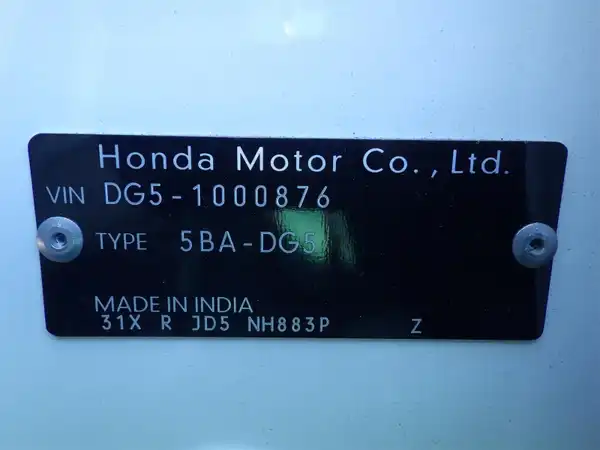 Honda Motor Co., Ltd.
VIN DG5-1000876
TYPE 5BA-DG5
MADE IN INDIA
31X R JD5 NH883P Z